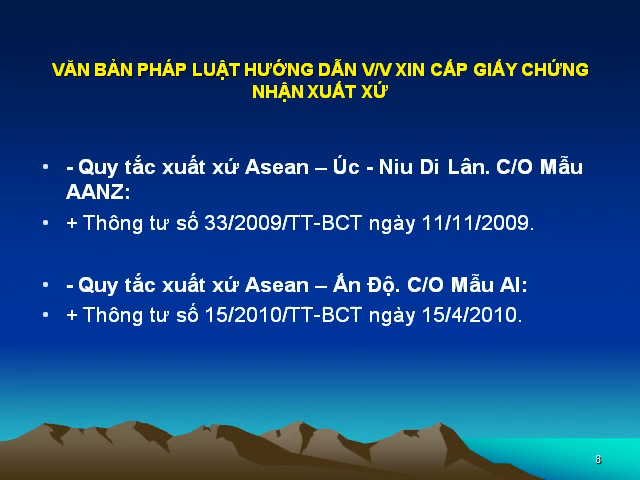 VĂN BẢN PHÁP LUẬT HƯỚNG DẪN V/V XIN CẤP GIẤY CHỨNG
NHẬN XUẤT XỨ
• - Quy tắc xuất xứ Asean – Úc - Niu Di Lân. C/O Mẫu
AANZ:
• + Thông tư số 33/2009/TT-BCT ngày 11/11/2009.
• - Quy tắc xuất xứ Asean – Ấn Độ. C/O Mẫu AI:
• + Thông tư số 15/2010/TT-BCT ngày 15/4/2010.
8